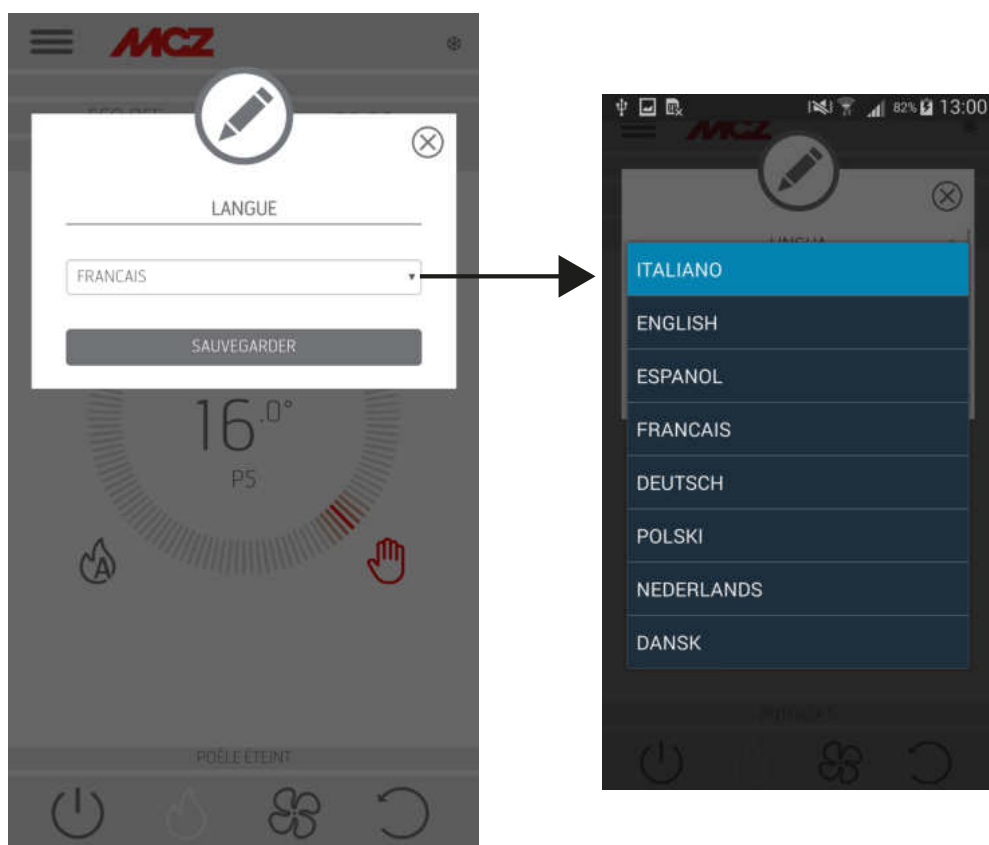 MCZ
LANGUE
FRANCAIS
SAUVEGARDER
16.0°
P5
A
POÊLE ÉTEINT
82% 13:00
MCZ
LINGUA
ITALIANO
ENGLISH
ESPANOL
FRANCAIS
DEUTSCH
POLSKI
NEDERLANDS
DANSK